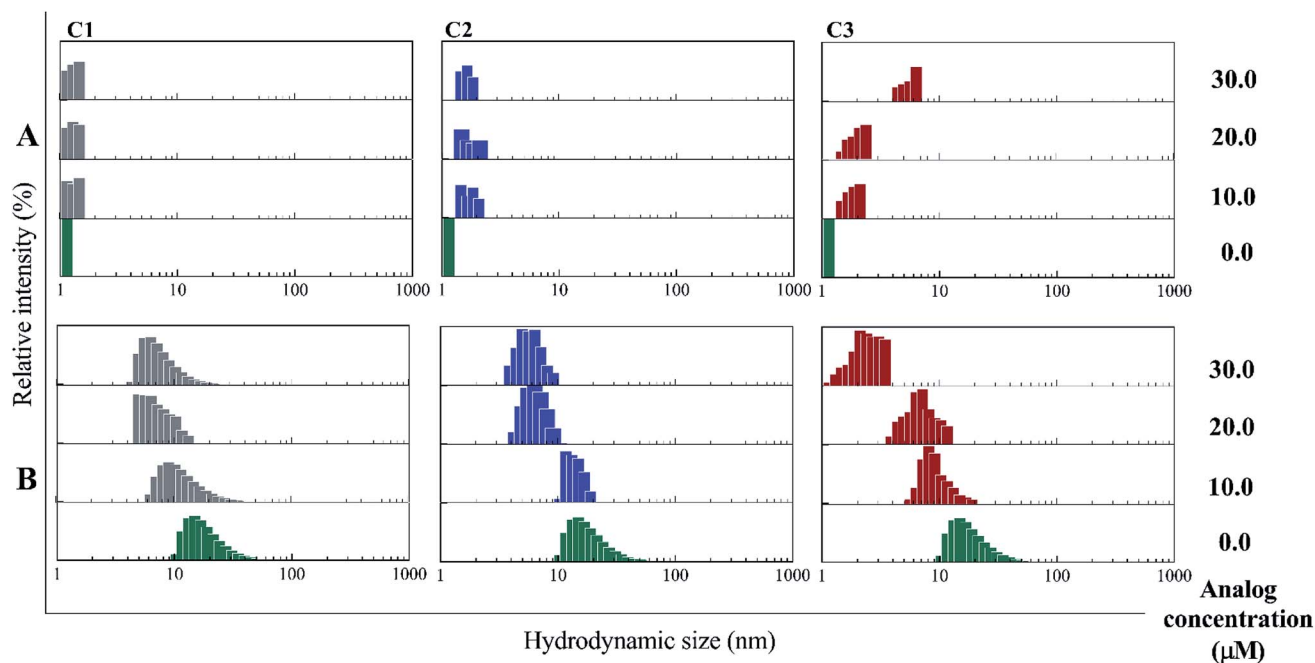 C1 C2 C3
30.0
A
20.0
10.0
0.0
1 10 100 1000 1 10 100 1000 1 10 100 1000
Relative intensity (%)
30.0
20.0
B
10.0
0.0
1 10 100 1000 1 10 100 1000 1 10 100 1000
Hydrodynamic size (nm)
Analog
concentration
(µM)